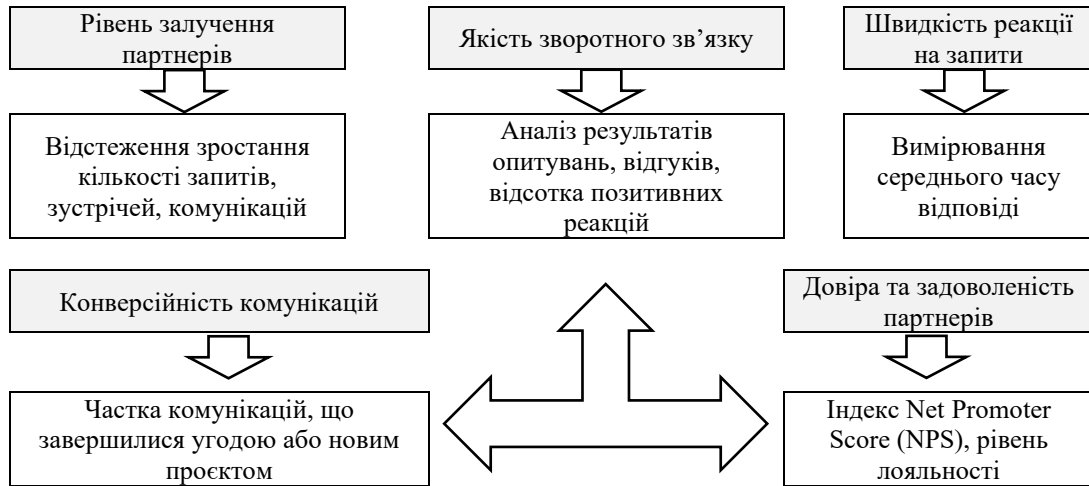 Рівень залучення
партнерів
Якість зворотного зв’язку
Швидкість реакції
на запити
Відстеження зростання
кількості запитів,
зустрічей, комунікацій
Аналіз результатів
опитувань, відгуків,
відсотка позитивних
реакцій
Вимірювання
середнього часу
відповіді
Конверсійність комунікацій
Довіра та задоволеність
партнерів
Частка комунікацій, що
завершилися угодою або новим
проєктом
Індекс Net Promoter
Score (NPS), рівень
лояльності